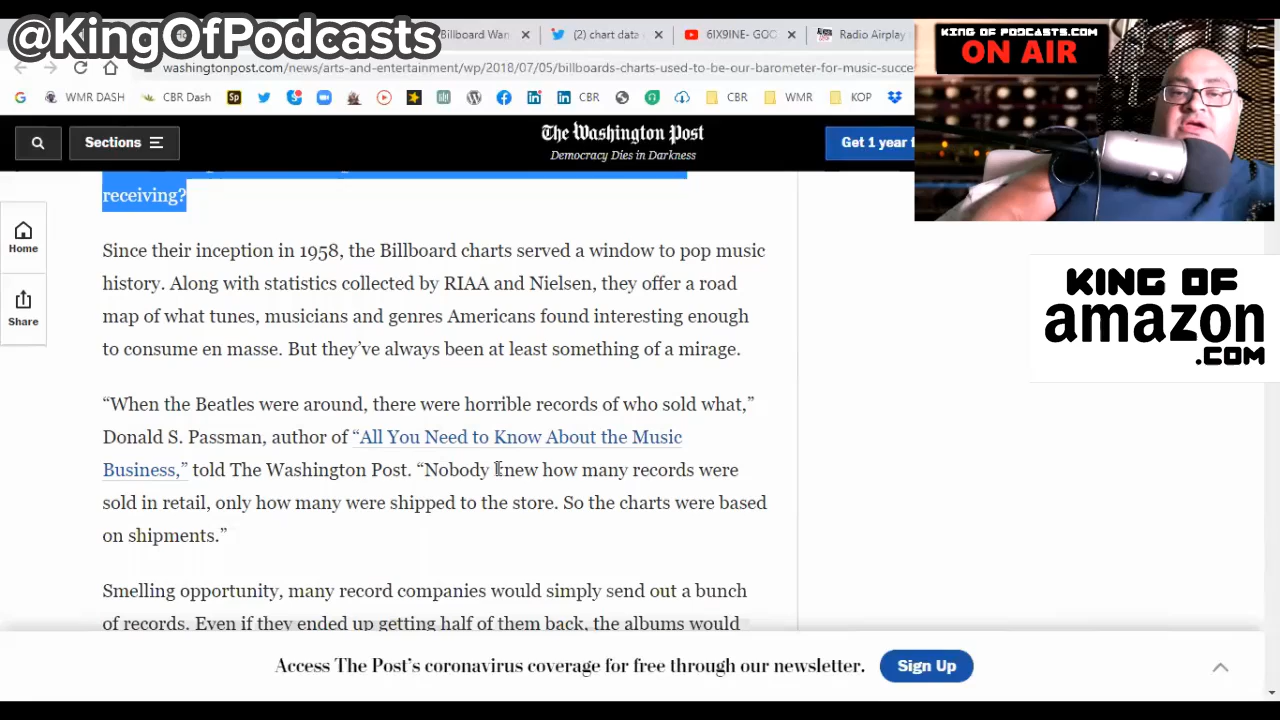 @KingOfPodcasts
Billboard War
(2) chart data
6IX9INE- GOO
Radio Airplay
KING OF PODCASTS.COM
ON AIR
washingtonpost.com/news/arts-and-entertainment/wp/2018/07/05/billboards-charts-used-to-be-our-barometer-for-music-succe
WMR DASH
CBR Dash
CBR
CBR
WMR
KOP
Sections
The Washington Post
Democracy Dies in Darkness
Get 1 year f
receiving?
Home
Share
Since their inception in 1958, the Billboard charts served a window to pop music
history. Along with statistics collected by RIAA and Nielsen, they offer a road
map of what tunes, musicians and genres Americans found interesting enough
to consume en masse. But they’ve always been at least something of a mirage.
“When the Beatles were around, there were horrible records of who sold what,”
Donald S. Passman, author of “All You Need to Know About the Music
Business,” told The Washington Post. “Nobody knew how many records were
sold in retail, only how many were shipped to the store. So the charts were based
on shipments.”
Smelling opportunity, many record companies would simply send out a bunch
of records. Even if they ended up getting half of them back, the albums would
KING OF
amazon
.COM
Access The Post’s coronavirus coverage for free through our newsletter.
Sign Up